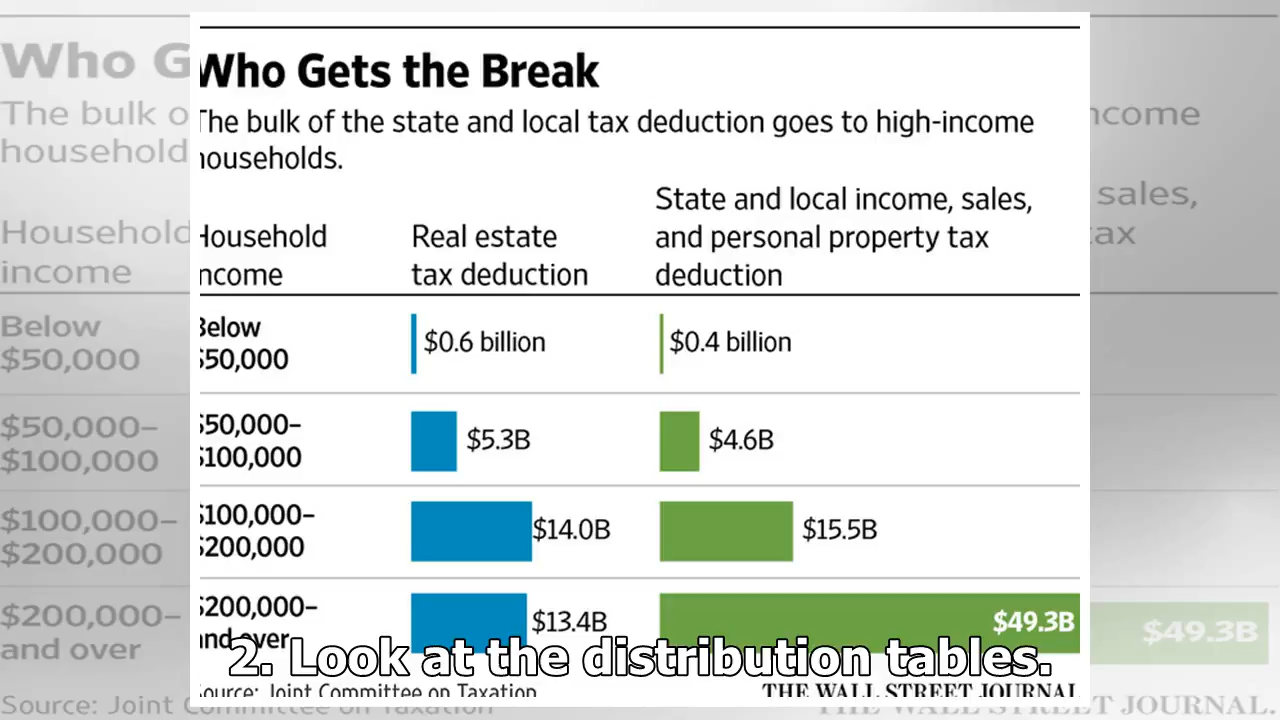 Who Gets the Break
The bulk of the state and local tax deduction goes to high-income
households.
State and local income, sales,
Household Real estate and personal property tax
income tax deduction deduction
Below
$50,000
$0.6 billion $0.4 billion
$50,000–
$100,000
$5.3B $4.6B
$100,000–
$200,000
$14.0B $15.5B
$200,000–
and over
$13.4B $49.3B
2. Look at the distribution tables.
Source: Joint Committee on Taxation THE WALL STREET JOURNAL.